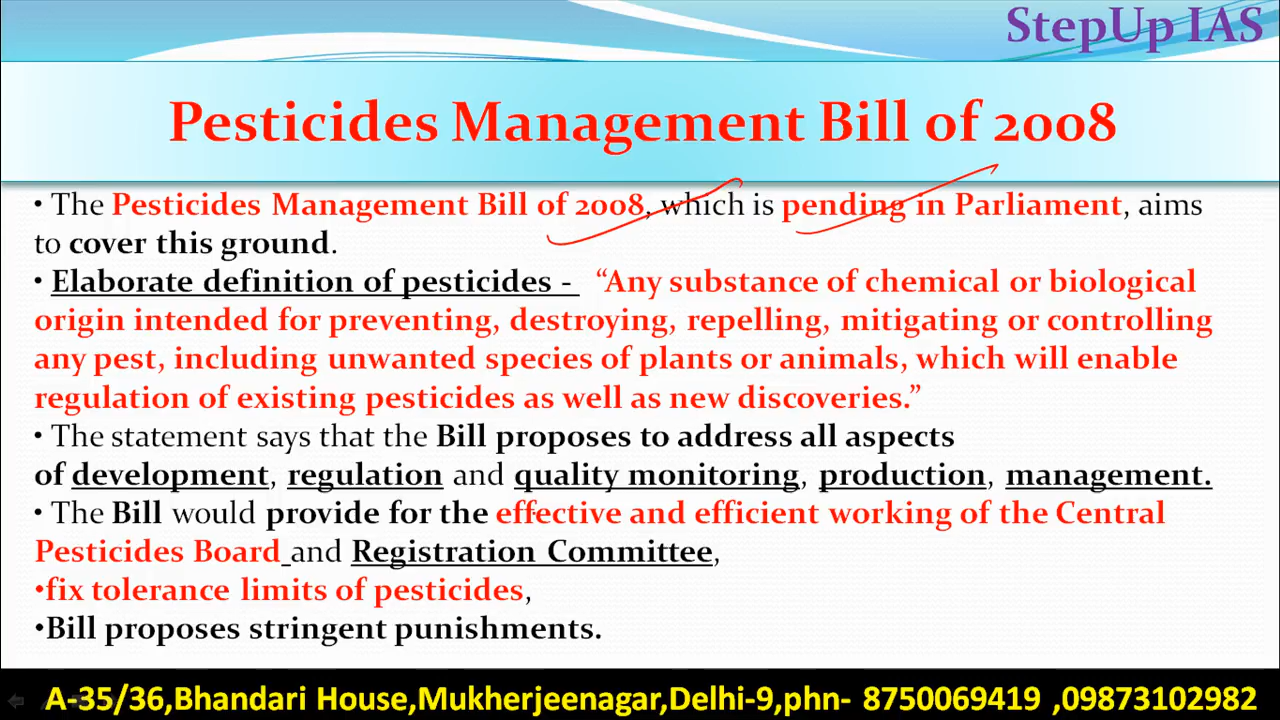 StepUp IAS
Pesticides Management Bill of 2008
• The Pesticides Management Bill of 2008, which is pending in Parliament, aims
to cover this ground.
• Elaborate definition of pesticides - “Any substance of chemical or biological
origin intended for preventing, destroying, repelling, mitigating or controlling
any pest, including unwanted species of plants or animals, which will enable
regulation of existing pesticides as well as new discoveries.”
• The statement says that the Bill proposes to address all aspects
of development, regulation and quality monitoring, production, management.
• The Bill would provide for the effective and efficient working of the Central
Pesticides Board and Registration Committee,
•fix tolerance limits of pesticides,
•Bill proposes stringent punishments.
A-35/36,Bhandari House,Mukherjeenagar,Delhi-9,phn- 8750069419 ,09873102982